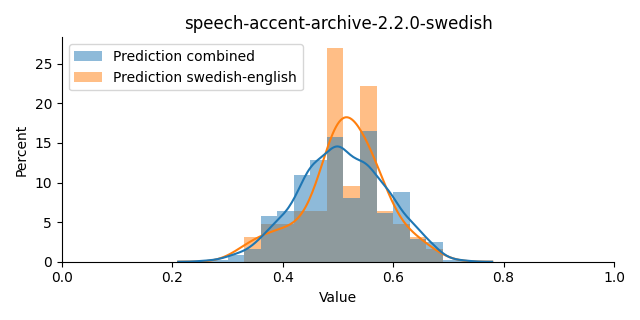 speech-accent-archive-2.2.0-swedish
Prediction combined
Prediction swedish-english
Percent
25
20
15
10
5
0
0.0 0.2 0.4 0.6 0.8 1.0
Value